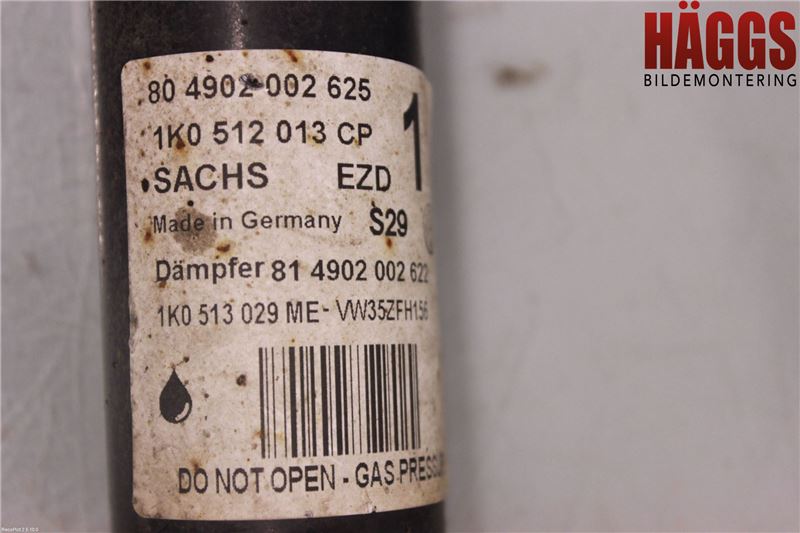 HÄGGS
BILDEMONTERING
80 4902 002 625
1K0 512 013 CP
1
SACHS EZD
Made in Germany S29
Dämpfer 81 4902 002 622
1K0 513 029 ME- VW35ZFH156
DO NOT OPEN - GAS